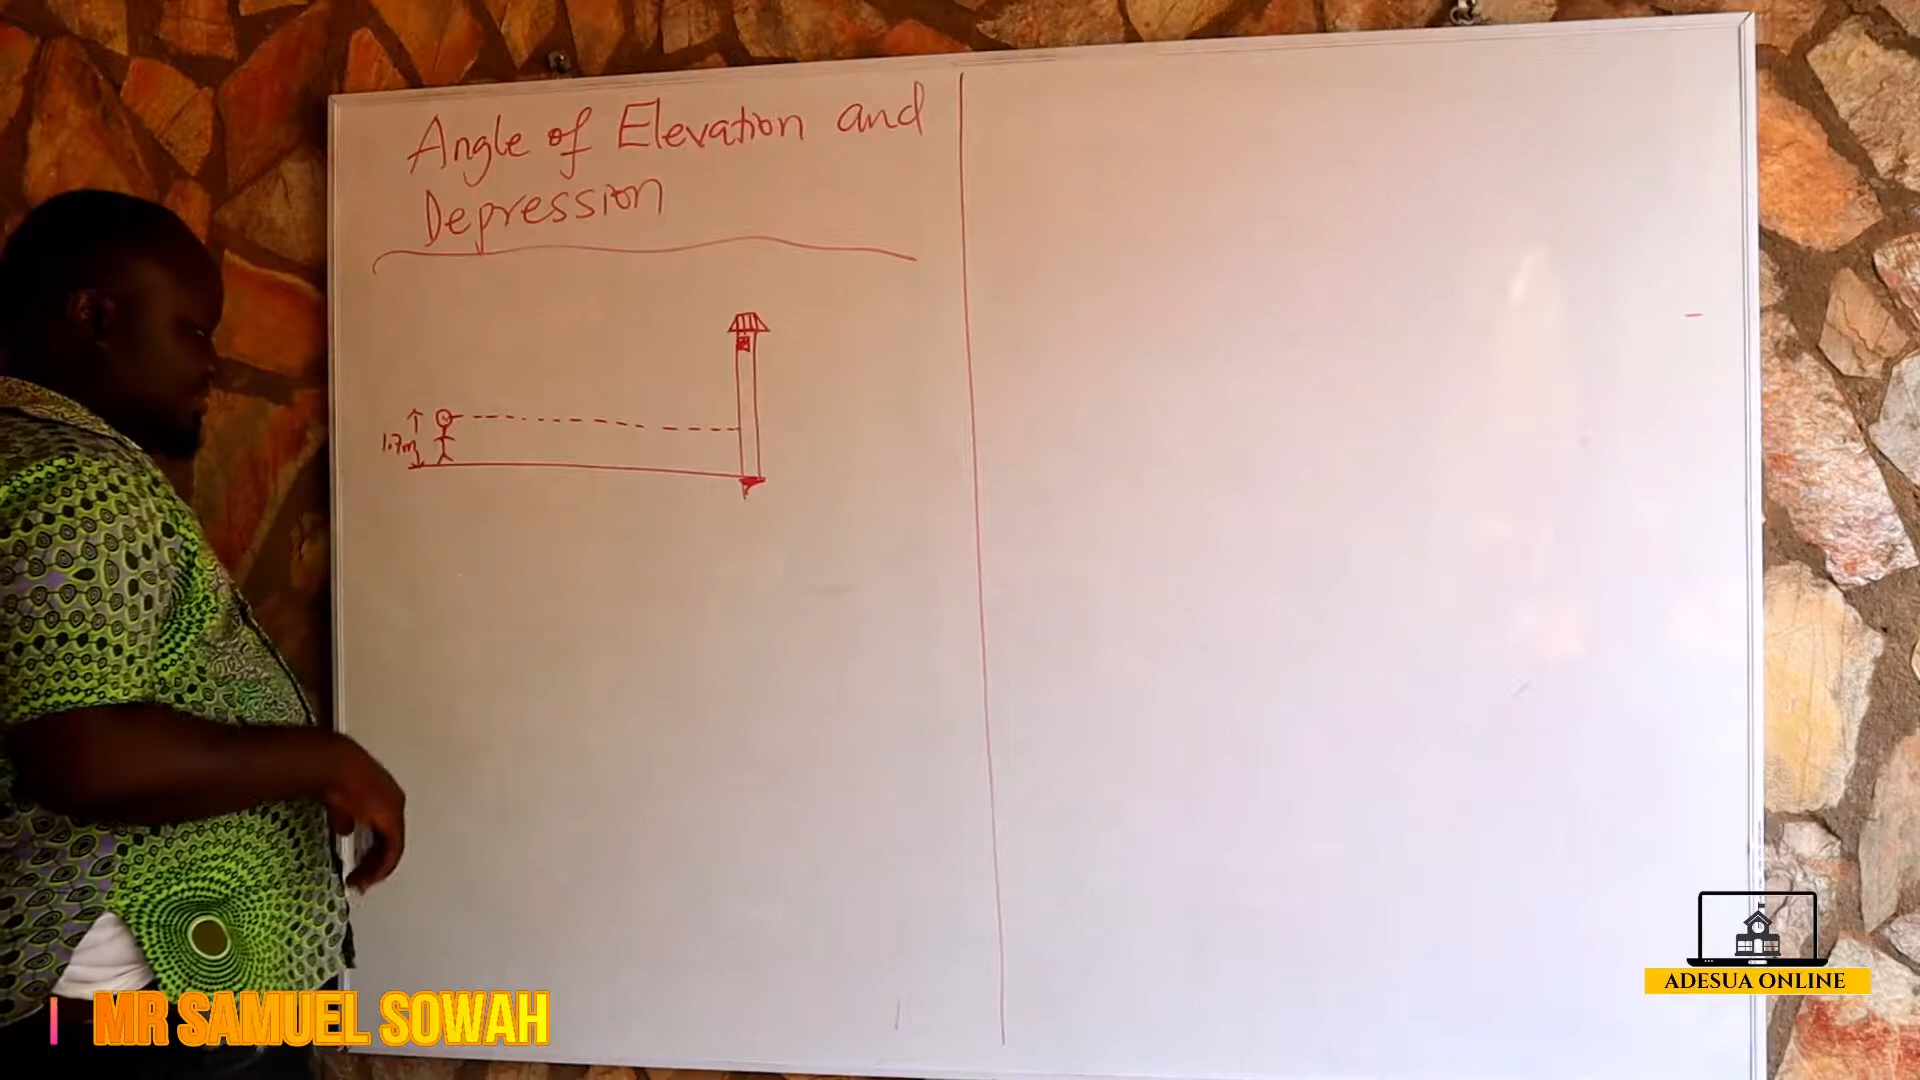 Angle of Elevation and
Depression
1.7m
MR SAMUEL SOWAH
ADESUA ONLINE